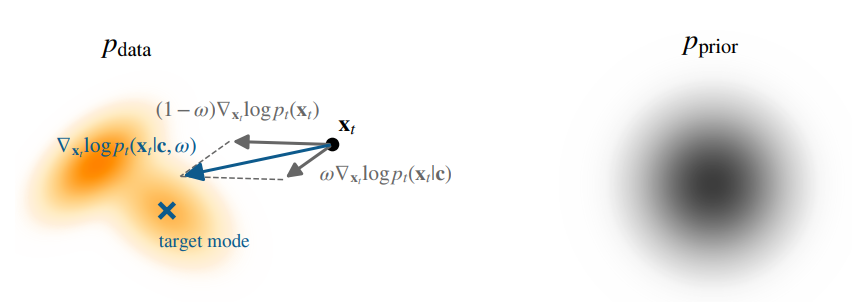 p_data
p_prior
(1 − ω)∇_{x_t} log p_t(x_t)
x_t
∇_{x_t} log p_t(x_t|c, ω)
ω∇_{x_t} log p_t(x_t|c)
target mode